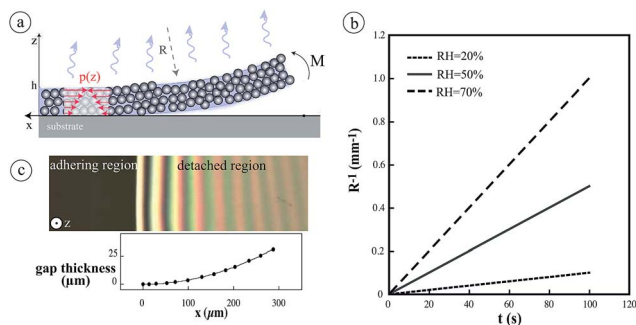 a
z
R
M
p(z)
h
x
substrate
c
adhering region
detached region
z
gap thickness
(µm)
25
0
0
100
200
300
x (µm)
b
RH=20%
RH=50%
RH=70%
R-1 (mm-1)
1.2
1.0
0.8
0.6
0.4
0.2
0
0
20
40
60
80
100
120
t (s)